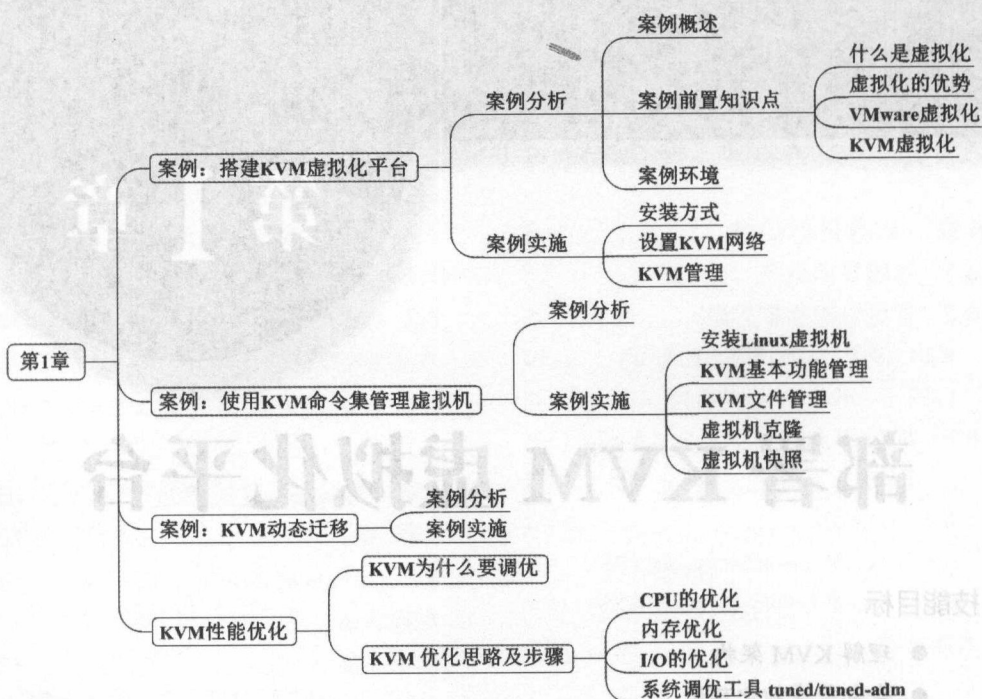 第1章
案例：搭建KVM虚拟化平台
案例分析
案例概述
案例前置知识点
什么是虚拟化
虚拟化的优势
VMware虚拟化
KVM虚拟化
案例环境
案例实施
安装方式
设置KVM网络
KVM管理
案例：使用KVM命令集管理虚拟机
案例分析
案例实施
安装Linux虚拟机
KVM基本功能管理
KVM文件管理
虚拟机克隆
虚拟机快照
案例：KVM动态迁移
案例分析
案例实施
KVM性能优化
KVM为什么要调优
KVM 优化思路及步骤
CPU的优化
内存优化
I/O的优化
系统调优工具 tuned/tuned-adm
第1章
部署 KVM 虚拟化平台
技能目标
理解 KVM 架构